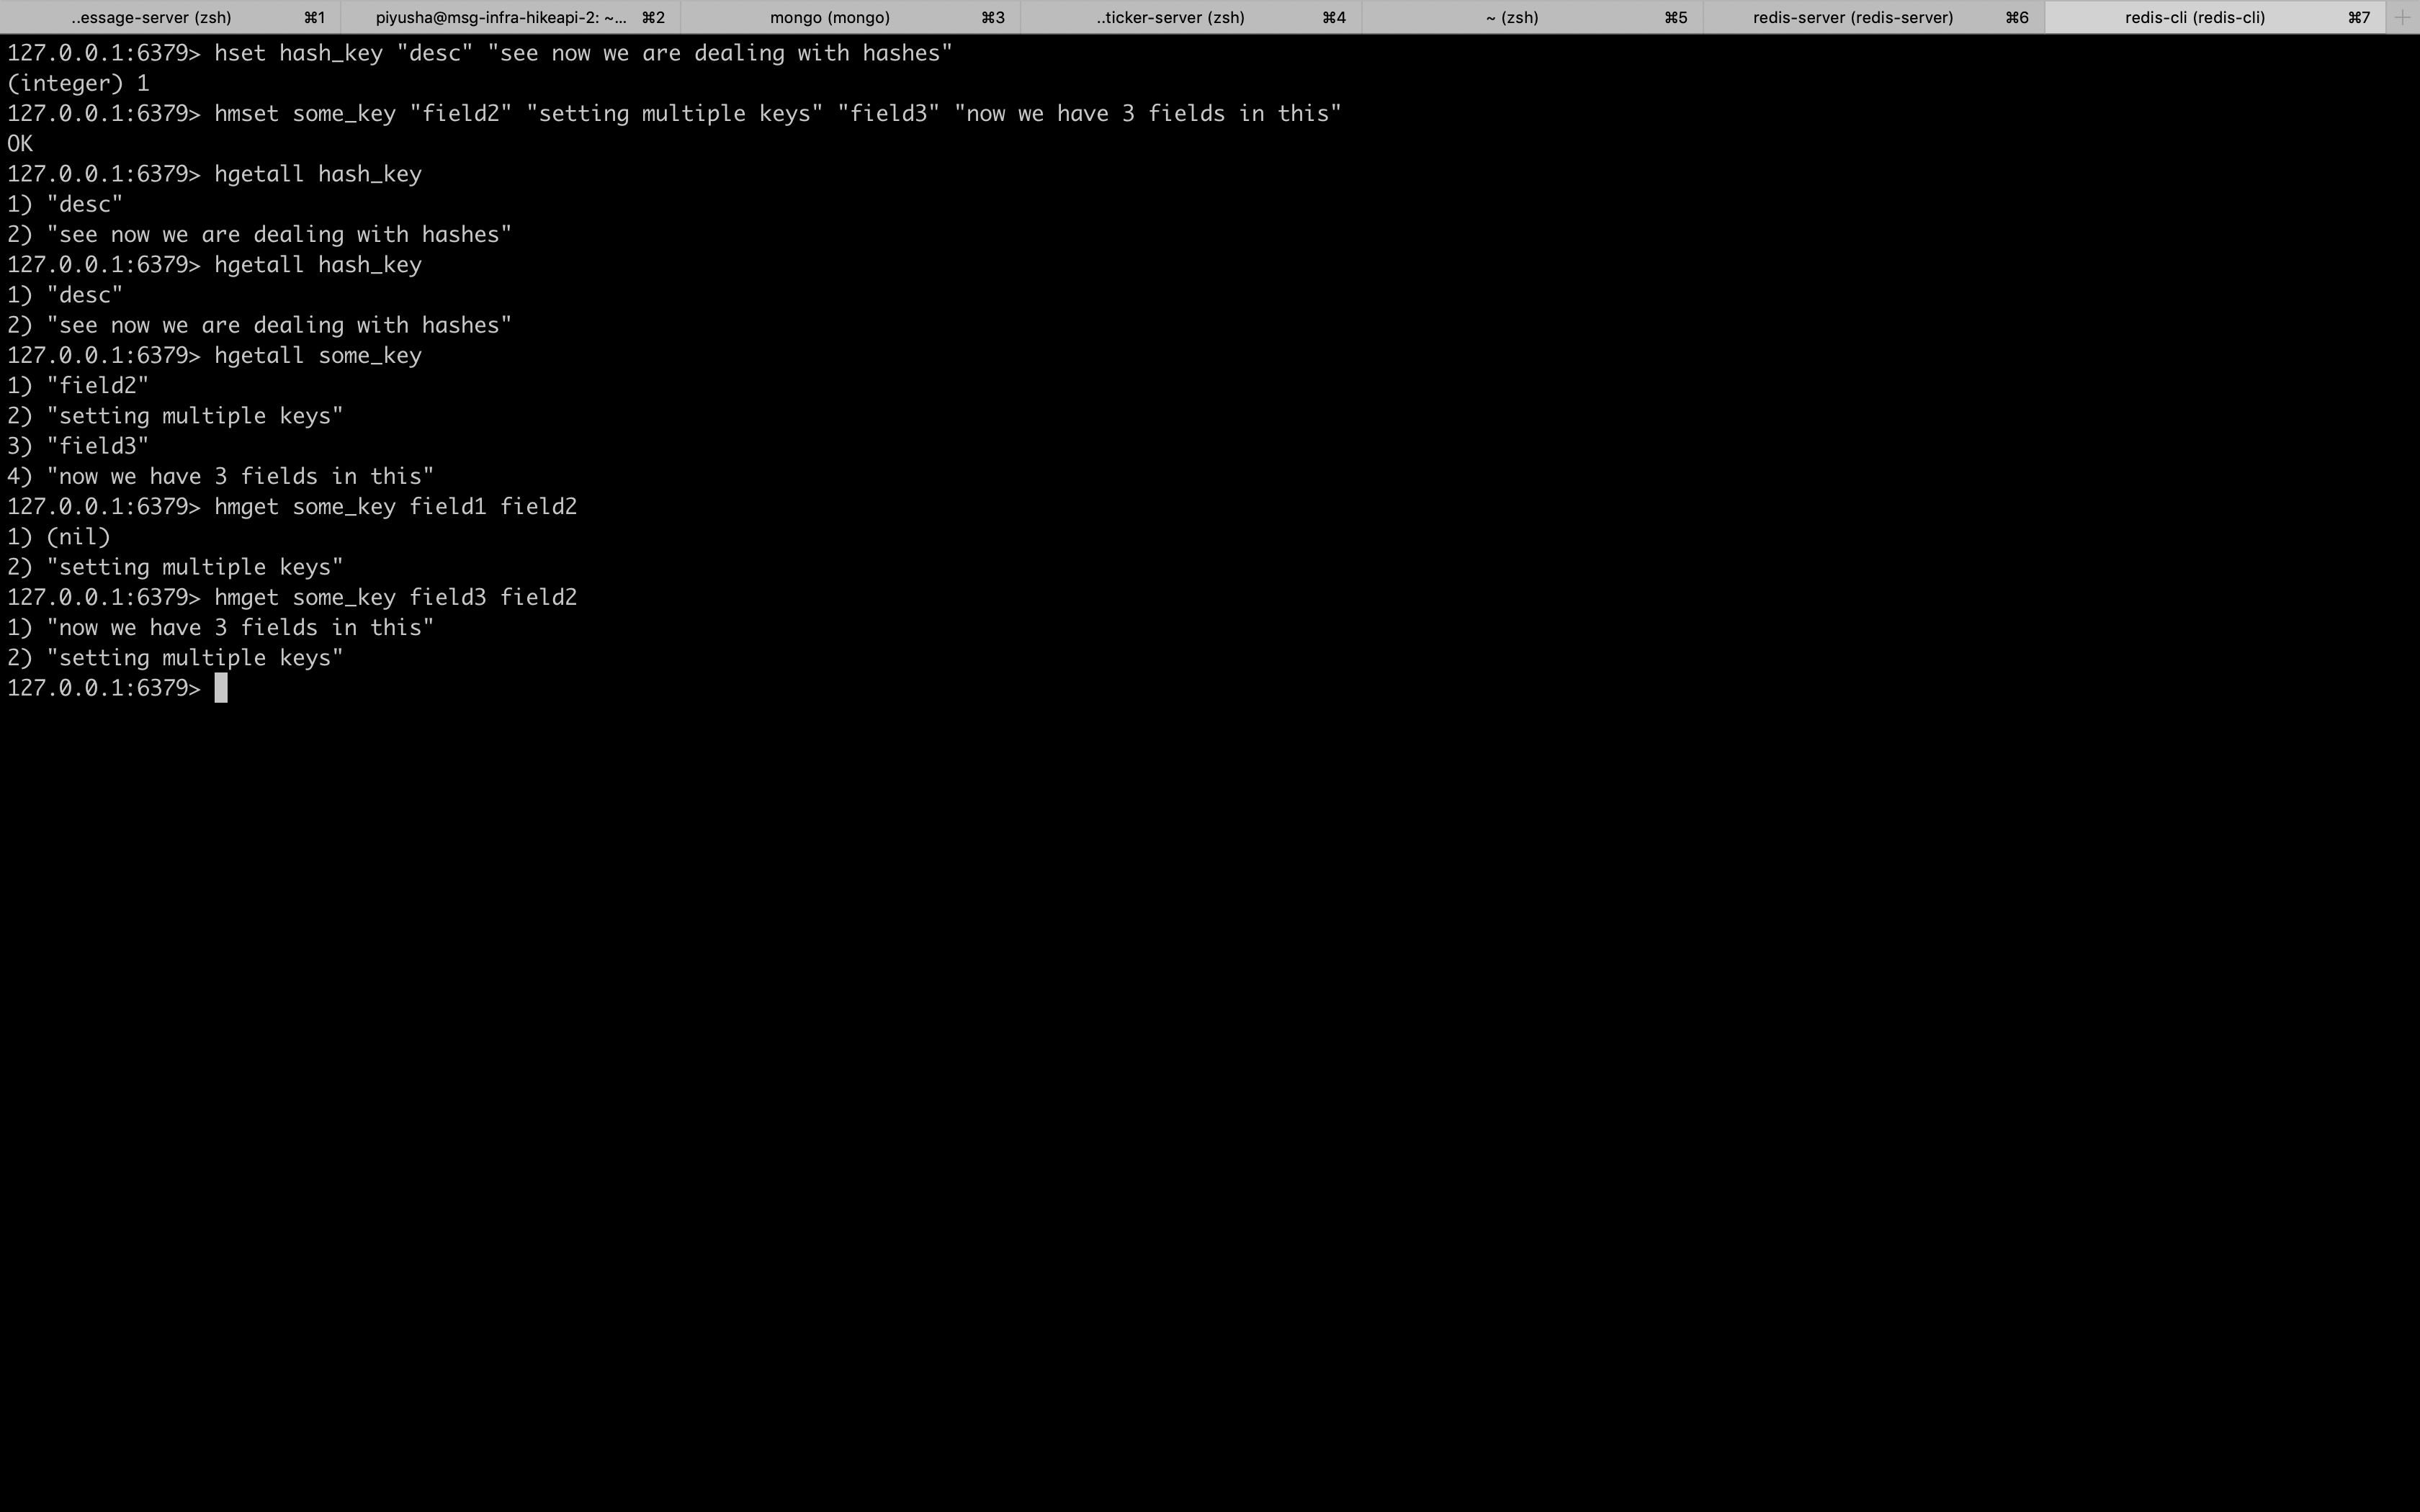 ..essage-server (zsh) ⌘1 piyusha@msg-infra-hikeapi-2: ~... ⌘2 mongo (mongo) ⌘3 ..ticker-server (zsh) ⌘4 ~ (zsh) ⌘5 redis-server (redis-server) ⌘6 redis-cli (redis-cli) ⌘7
127.0.0.1:6379> hset hash_key "desc" "see now we are dealing with hashes"
(integer) 1
127.0.0.1:6379> hmset some_key "field2" "setting multiple keys" "field3" "now we have 3 fields in this"
OK
127.0.0.1:6379> hgetall hash_key
1) "desc"
2) "see now we are dealing with hashes"
127.0.0.1:6379> hgetall hash_key
1) "desc"
2) "see now we are dealing with hashes"
127.0.0.1:6379> hgetall some_key
1) "field2"
2) "setting multiple keys"
3) "field3"
4) "now we have 3 fields in this"
127.0.0.1:6379> hmget some_key field1 field2
1) (nil)
2) "setting multiple keys"
127.0.0.1:6379> hmget some_key field3 field2
1) "now we have 3 fields in this"
2) "setting multiple keys"
127.0.0.1:6379>